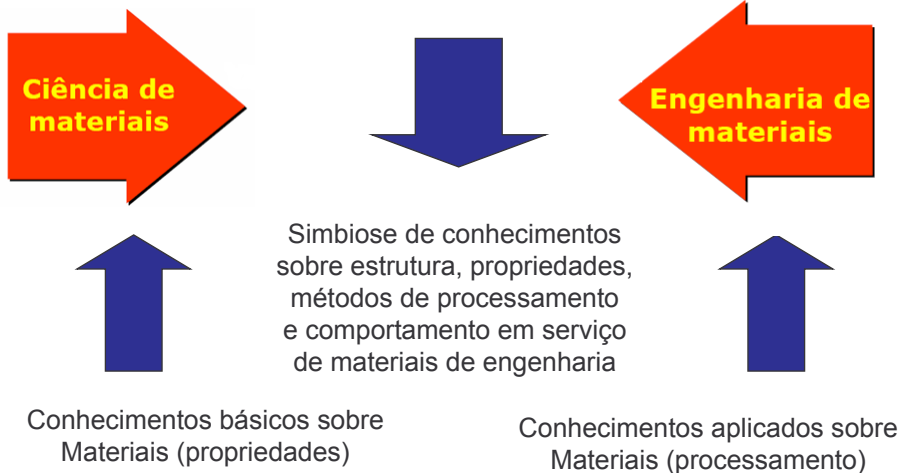 Ciência de
materiais
Engenharia de
materiais
Simbiose de conhecimentos
sobre estrutura, propriedades,
métodos de processamento
e comportamento em serviço
de materiais de engenharia
Conhecimentos básicos sobre
Materiais (propriedades)
Conhecimentos aplicados sobre
Materiais (processamento)